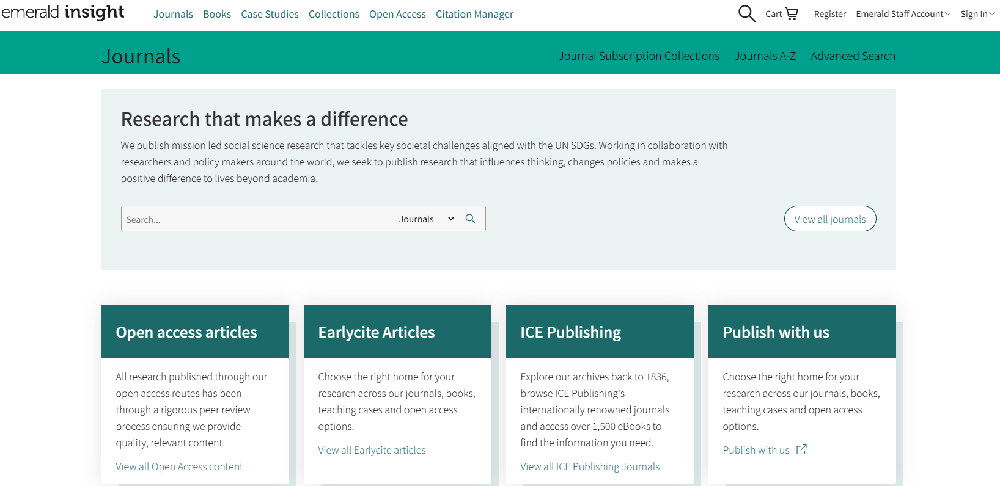 emerald insight
Journals Books Case Studies Collections Open Access Citation Manager
Cart Register Emerald Staff Account Sign In
Journals
Journal Subscription Collections Journals A-Z Advanced Search
Research that makes a difference
We publish mission led social science research that tackles key societal challenges aligned with the UN SDGs. Working in collaboration with
researchers and policy makers around the world, we seek to publish research that influences thinking, changes policies and makes a
positive difference to lives beyond academia.
Search... Journals
View all journals
Open access articles
All research published through our
open access routes has been
through a rigorous peer review
process ensuring we provide
quality, relevant content.
View all Open Access content
Earlycite Articles
Choose the right home for your
research across our journals, books,
teaching cases and open access
options.
View all Earlycite articles
ICE Publishing
Explore our archives back to 1836,
browse ICE Publishing's
internationally renowned journals
and access over 1,500 eBooks to
find the information you need.
View all ICE Publishing Journals
Publish with us
Choose the right home for your
research across our journals, books,
teaching cases and open access
options.
Publish with us